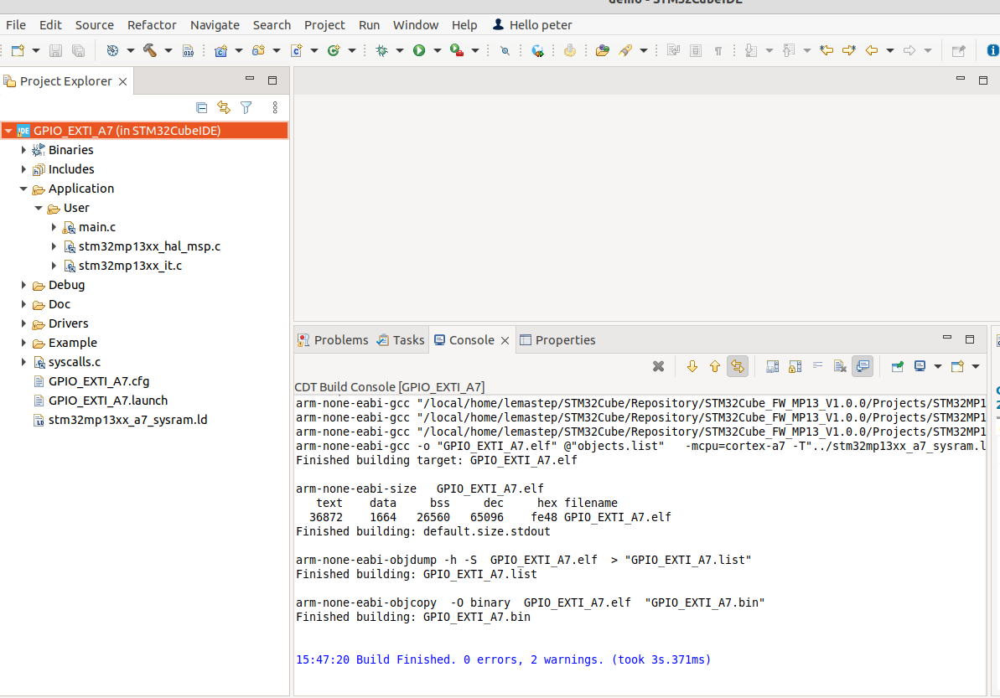 demo - STM32CubeIDE
File Edit Source Refactor Navigate Search Project Run Window Help Hello peter
010
Project Explorer
IDE GPIO_EXTI_A7 (in STM32CubeIDE)
Binaries
Includes
Application
User
main.c
stm32mp13xx_hal_msp.c
stm32mp13xx_it.c
Debug
Doc
Drivers
Example
syscalls.c
GPIO_EXTI_A7.cfg
GPIO_EXTI_A7.launch
stm32mp13xx_a7_sysram.ld
Problems Tasks Console Properties
CDT Build Console [GPIO_EXTI_A7]
arm-none-eabi-gcc "/local/home/lemastep/STM32Cube/Repository/STM32Cube_FW_MP13_V1.0.0/Projects/STM32MP1
arm-none-eabi-gcc "/local/home/lemastep/STM32Cube/Repository/STM32Cube_FW_MP13_V1.0.0/Projects/STM32MP1
arm-none-eabi-gcc "/local/home/lemastep/STM32Cube/Repository/STM32Cube_FW_MP13_V1.0.0/Projects/STM32MP1
arm-none-eabi-gcc -o "GPIO_EXTI_A7.elf" @"objects.list" -mcpu=cortex-a7 -T"../stm32mp13xx_a7_sysram.l
Finished building target: GPIO_EXTI_A7.elf
arm-none-eabi-size GPIO_EXTI_A7.elf
text data bss dec hex filename
36872 1664 26560 65096 fe48 GPIO_EXTI_A7.elf
Finished building: default.size.stdout
arm-none-eabi-objdump -h -S GPIO_EXTI_A7.elf > "GPIO_EXTI_A7.list"
Finished building: GPIO_EXTI_A7.list
arm-none-eabi-objcopy -O binary GPIO_EXTI_A7.elf "GPIO_EXTI_A7.bin"
Finished building: GPIO_EXTI_A7.bin
15:47:20 Build Finished. 0 errors, 2 warnings. (took 3s.371ms)